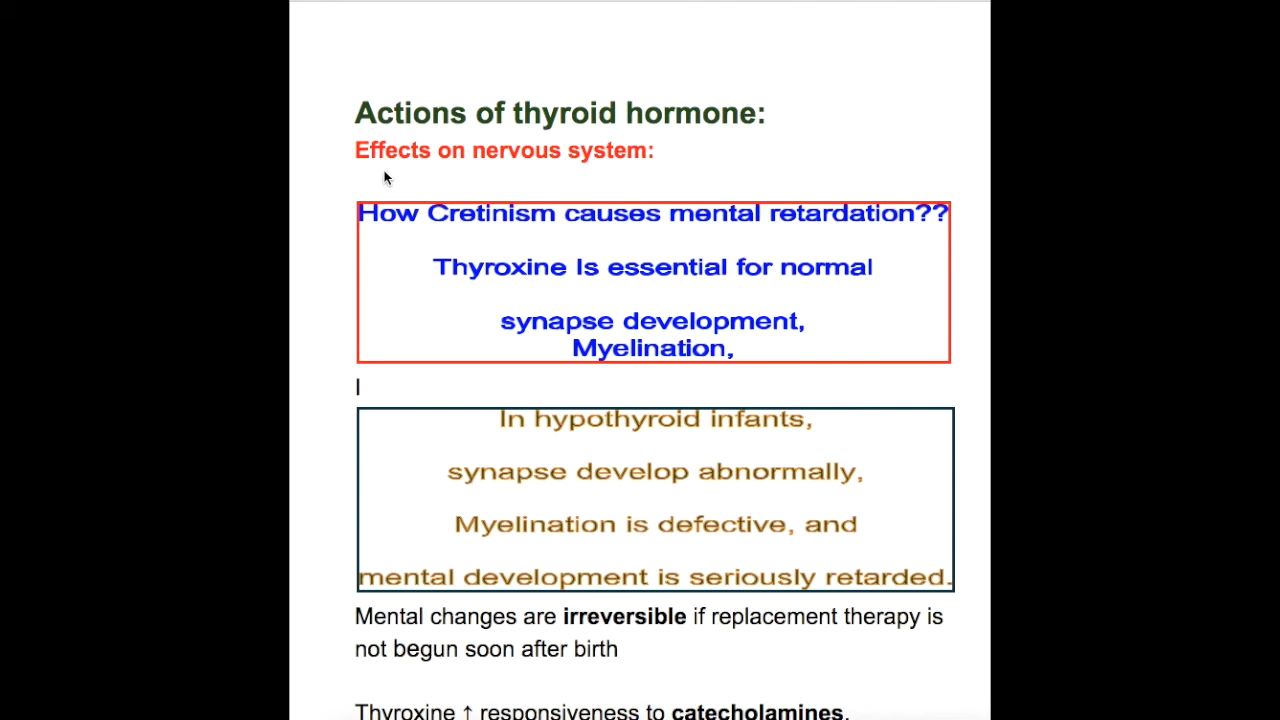 Actions of thyroid hormone:
Effects on nervous system:
How Cretinism causes mental retardation??
Thyroxine Is essential for normal
synapse development,
Myelination,
In hypothyroid infants,
synapse develop abnormally,
Myelination is defective, and
mental development is seriously retarded.
Mental changes are irreversible if replacement therapy is
not begun soon after birth
Thyroxine ↑ responsiveness to catecholamines.